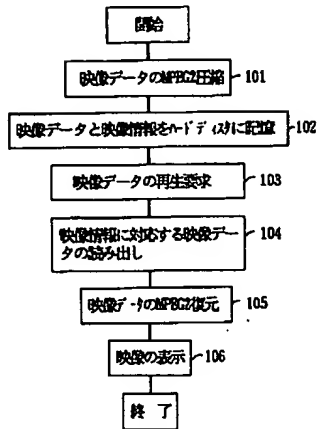 開始
映像データのMPEG2圧縮 101
映像データと映像情報をハードディスクに記憶 102
映像データの再生要求 103
映像情報に対応する映像デー 104
タの読み出し
映像データのMPEG2復元 105
映像の表示 106
終了